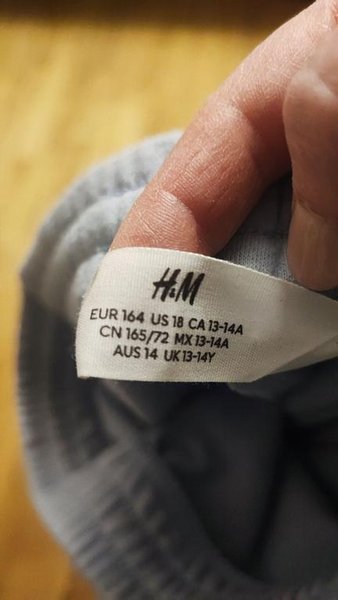 H&M
EUR 164 US 18 CA 13-14A
CN 165/72 MX 13-14A
AUS 14 UK 13-14Y